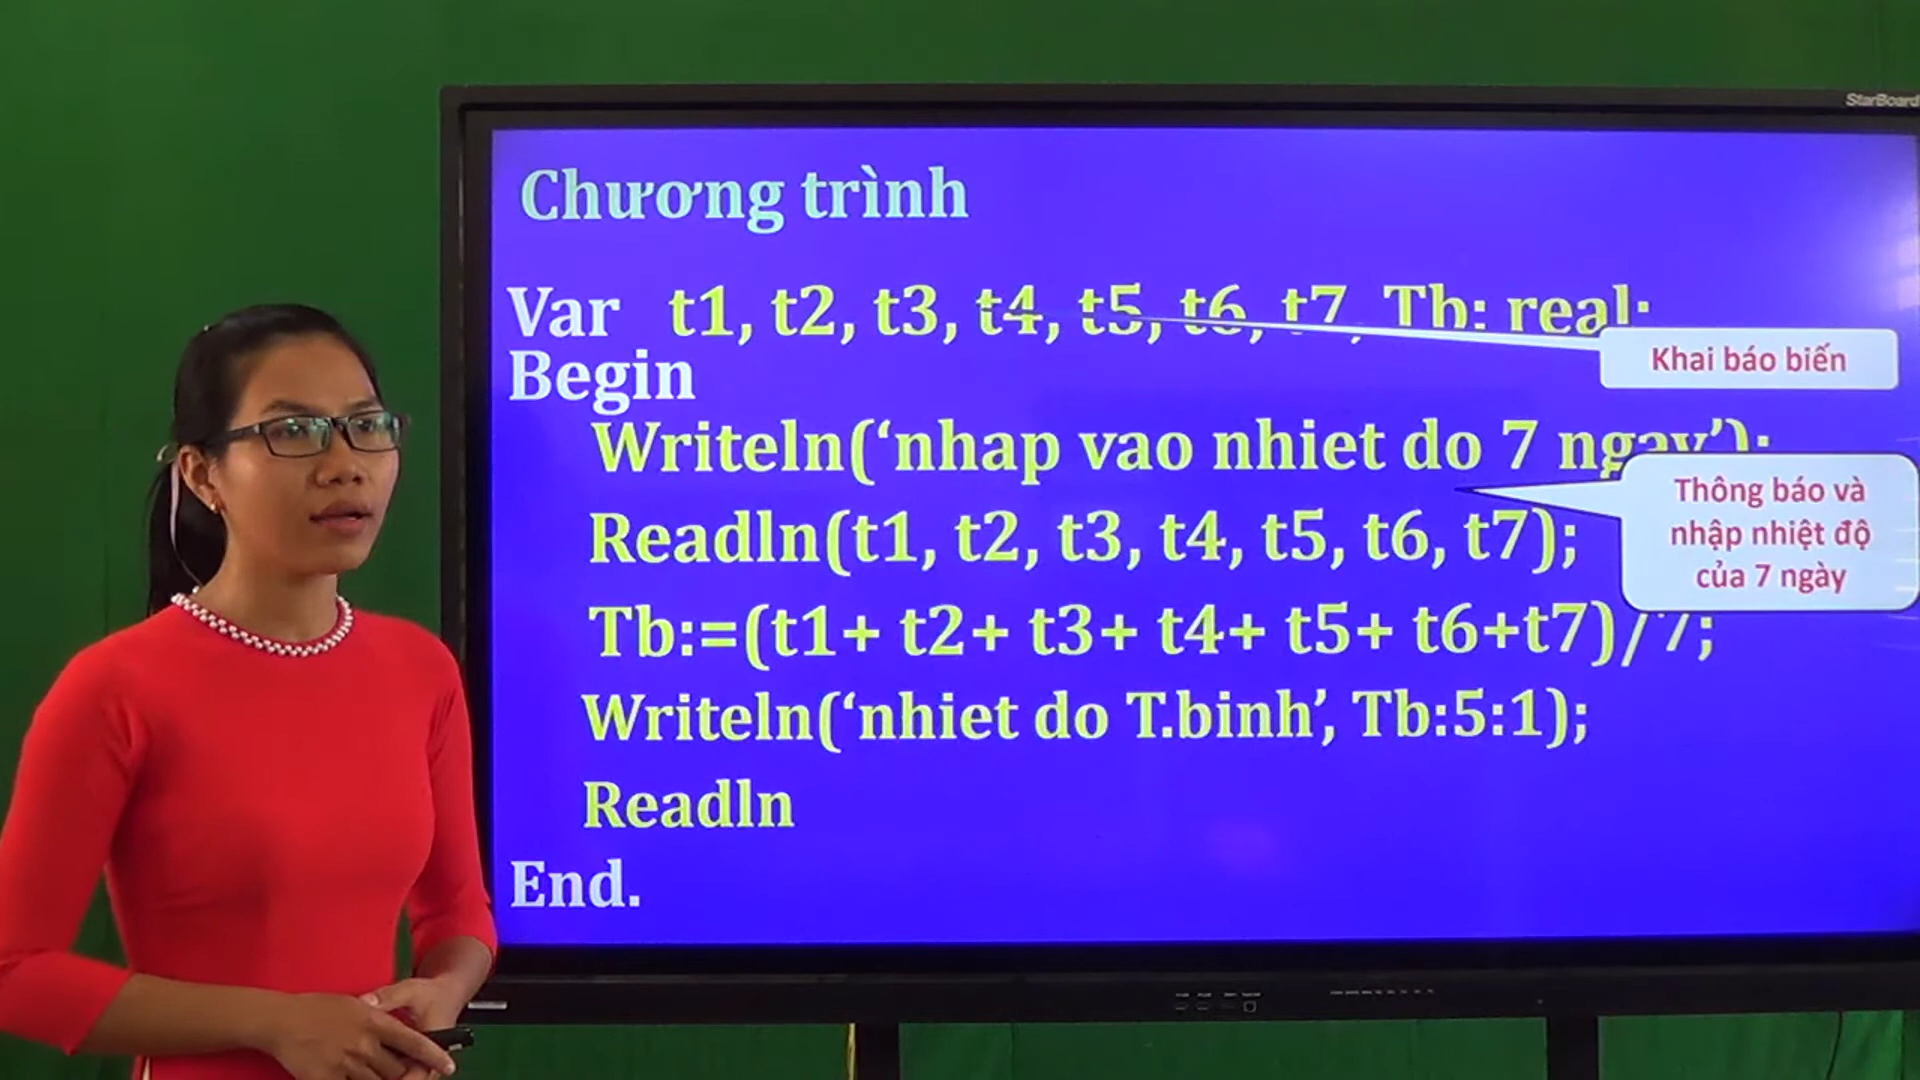 StarBoard
Chương trình
Var t1, t2, t3, t4, t5, t6, t7, Tb: real;
Khai báo biến
Begin
Writeln(‘nhap vao nhiet do 7 ngay’);
Thông báo và
nhập nhiệt độ
của 7 ngày
Readln(t1, t2, t3, t4, t5, t6, t7);
Tb:=(t1+ t2+ t3+ t4+ t5+ t6+t7)/7;
Writeln(‘nhiet do T.binh’, Tb:5:1);
Readln
End.